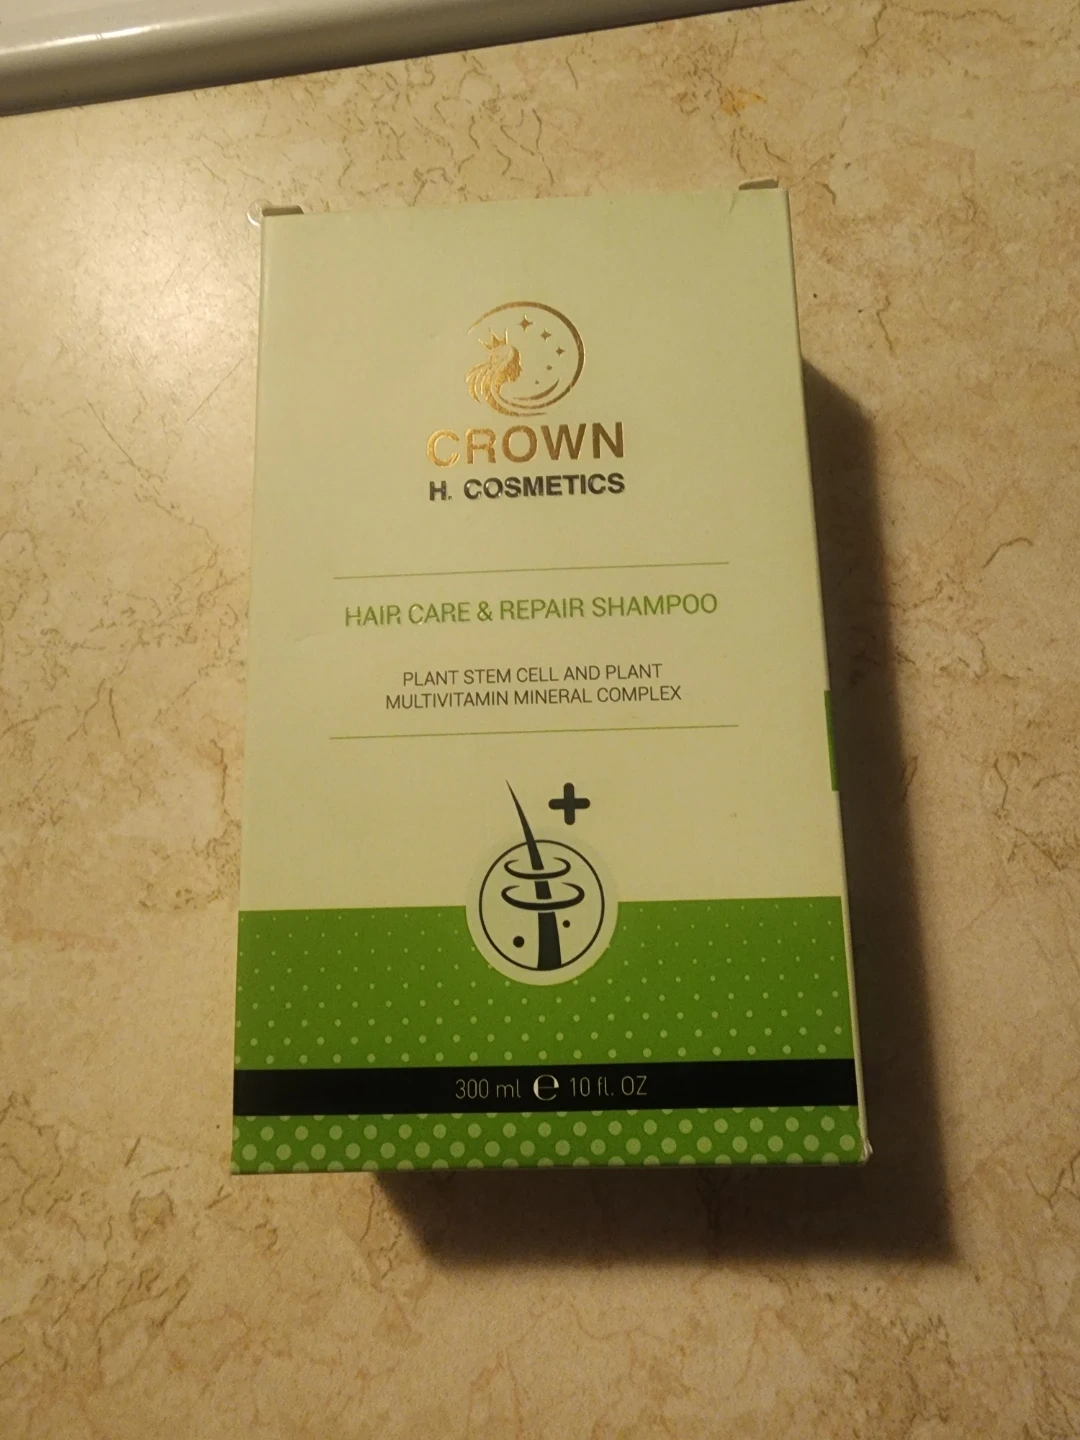 CROWN
H. COSMETICS
HAIR CARE & REPAIR SHAMPOO
PLANT STEM CELL AND PLANT
MULTIVITAMIN MINERAL COMPLEX
300 ml ℮ 10 fl. OZ